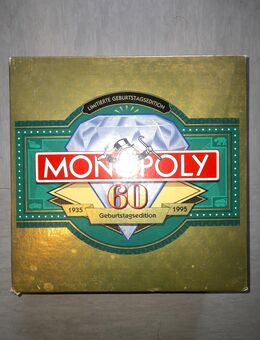 LIMITIERTE GEBURTSTAGSEDITION
MONOPOLY
60
1935 Geburtstagsedition 1995